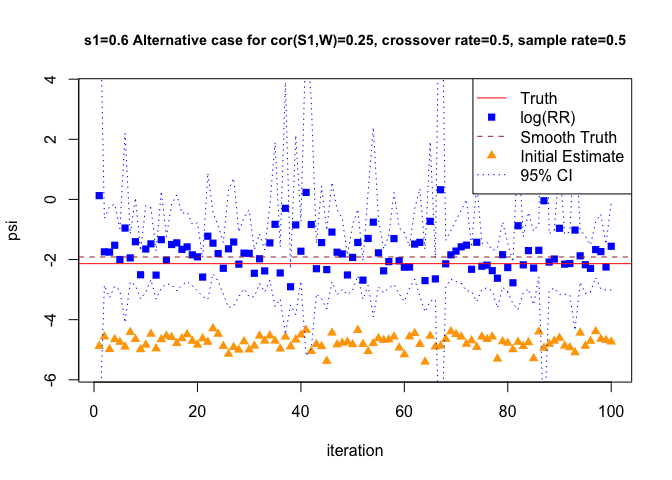 s1=0.6 Alternative case for cor(S1,W)=0.25, crossover rate=0.5, sample rate=0.5
4
2
0
-2
-4
-6
psi
Truth
log(RR)
Smooth Truth
Initial Estimate
95% CI
0 20 40 60 80 100
iteration